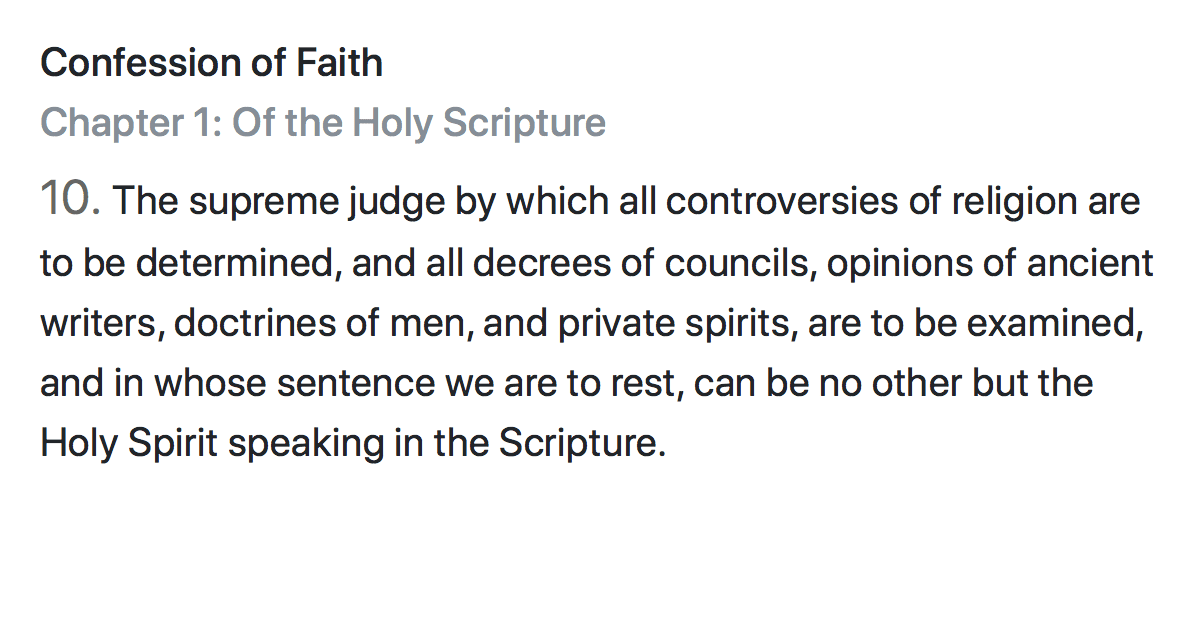 Confession of Faith
Chapter 1: Of the Holy Scripture
10. The supreme judge by which all controversies of religion are
to be determined, and all decrees of councils, opinions of ancient
writers, doctrines of men, and private spirits, are to be examined,
and in whose sentence we are to rest, can be no other but the
Holy Spirit speaking in the Scripture.